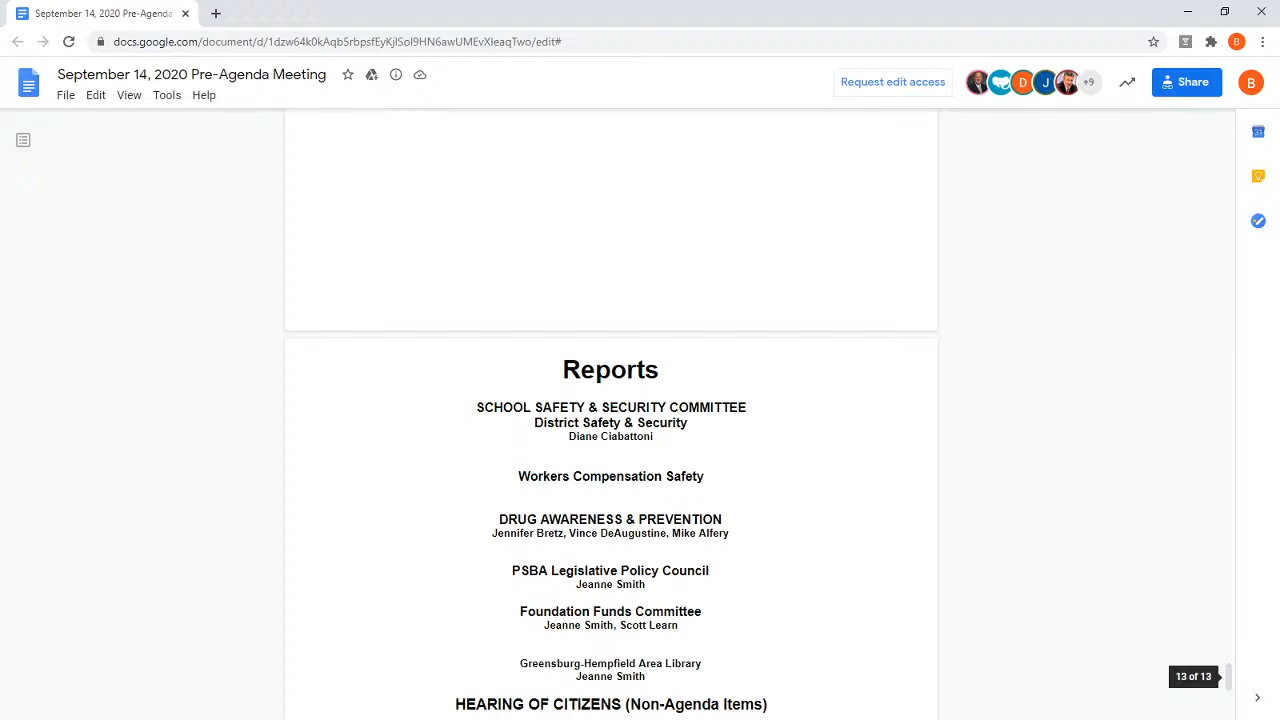 September 14, 2020 Pre-Agenda
docs.google.com/document/d/1dzw64k0kAqb5rbpsfEyKjlSol9HN6awUMEvXIeaqTwo/edit#
B
September 14, 2020 Pre-Agenda Meeting
File Edit View Tools Help
Request edit access
D
J
+9
Share
B
31
Reports
SCHOOL SAFETY & SECURITY COMMITTEE
District Safety & Security
Diane Ciabattoni
Workers Compensation Safety
DRUG AWARENESS & PREVENTION
Jennifer Bretz, Vince DeAugustine, Mike Alfery
PSBA Legislative Policy Council
Jeanne Smith
Foundation Funds Committee
Jeanne Smith, Scott Learn
Greensburg-Hempfield Area Library
Jeanne Smith
13 of 13
HEARING OF CITIZENS (Non-Agenda Items)